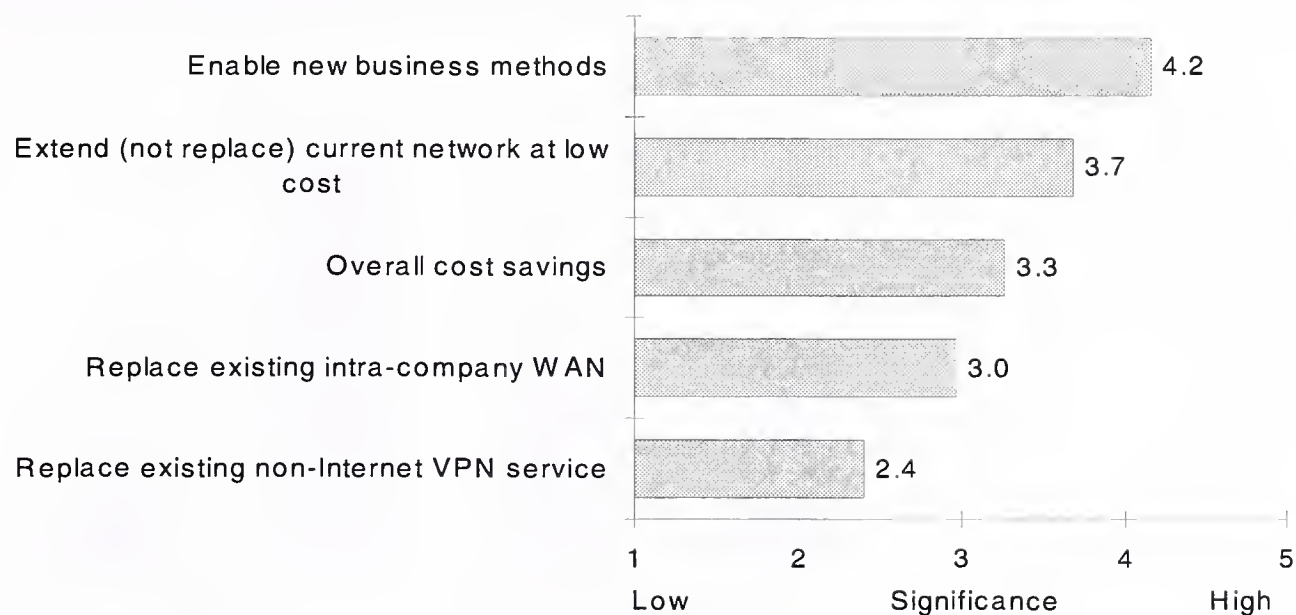 Enable new business methods
4.2
Extend (not replace) current network at low
cost
3.7
Overall cost savings
3.3
Replace existing intra-company WAN
3.0
Replace existing non-Internet VPN service
2.4
1 2 3 4 5
Low Significance High